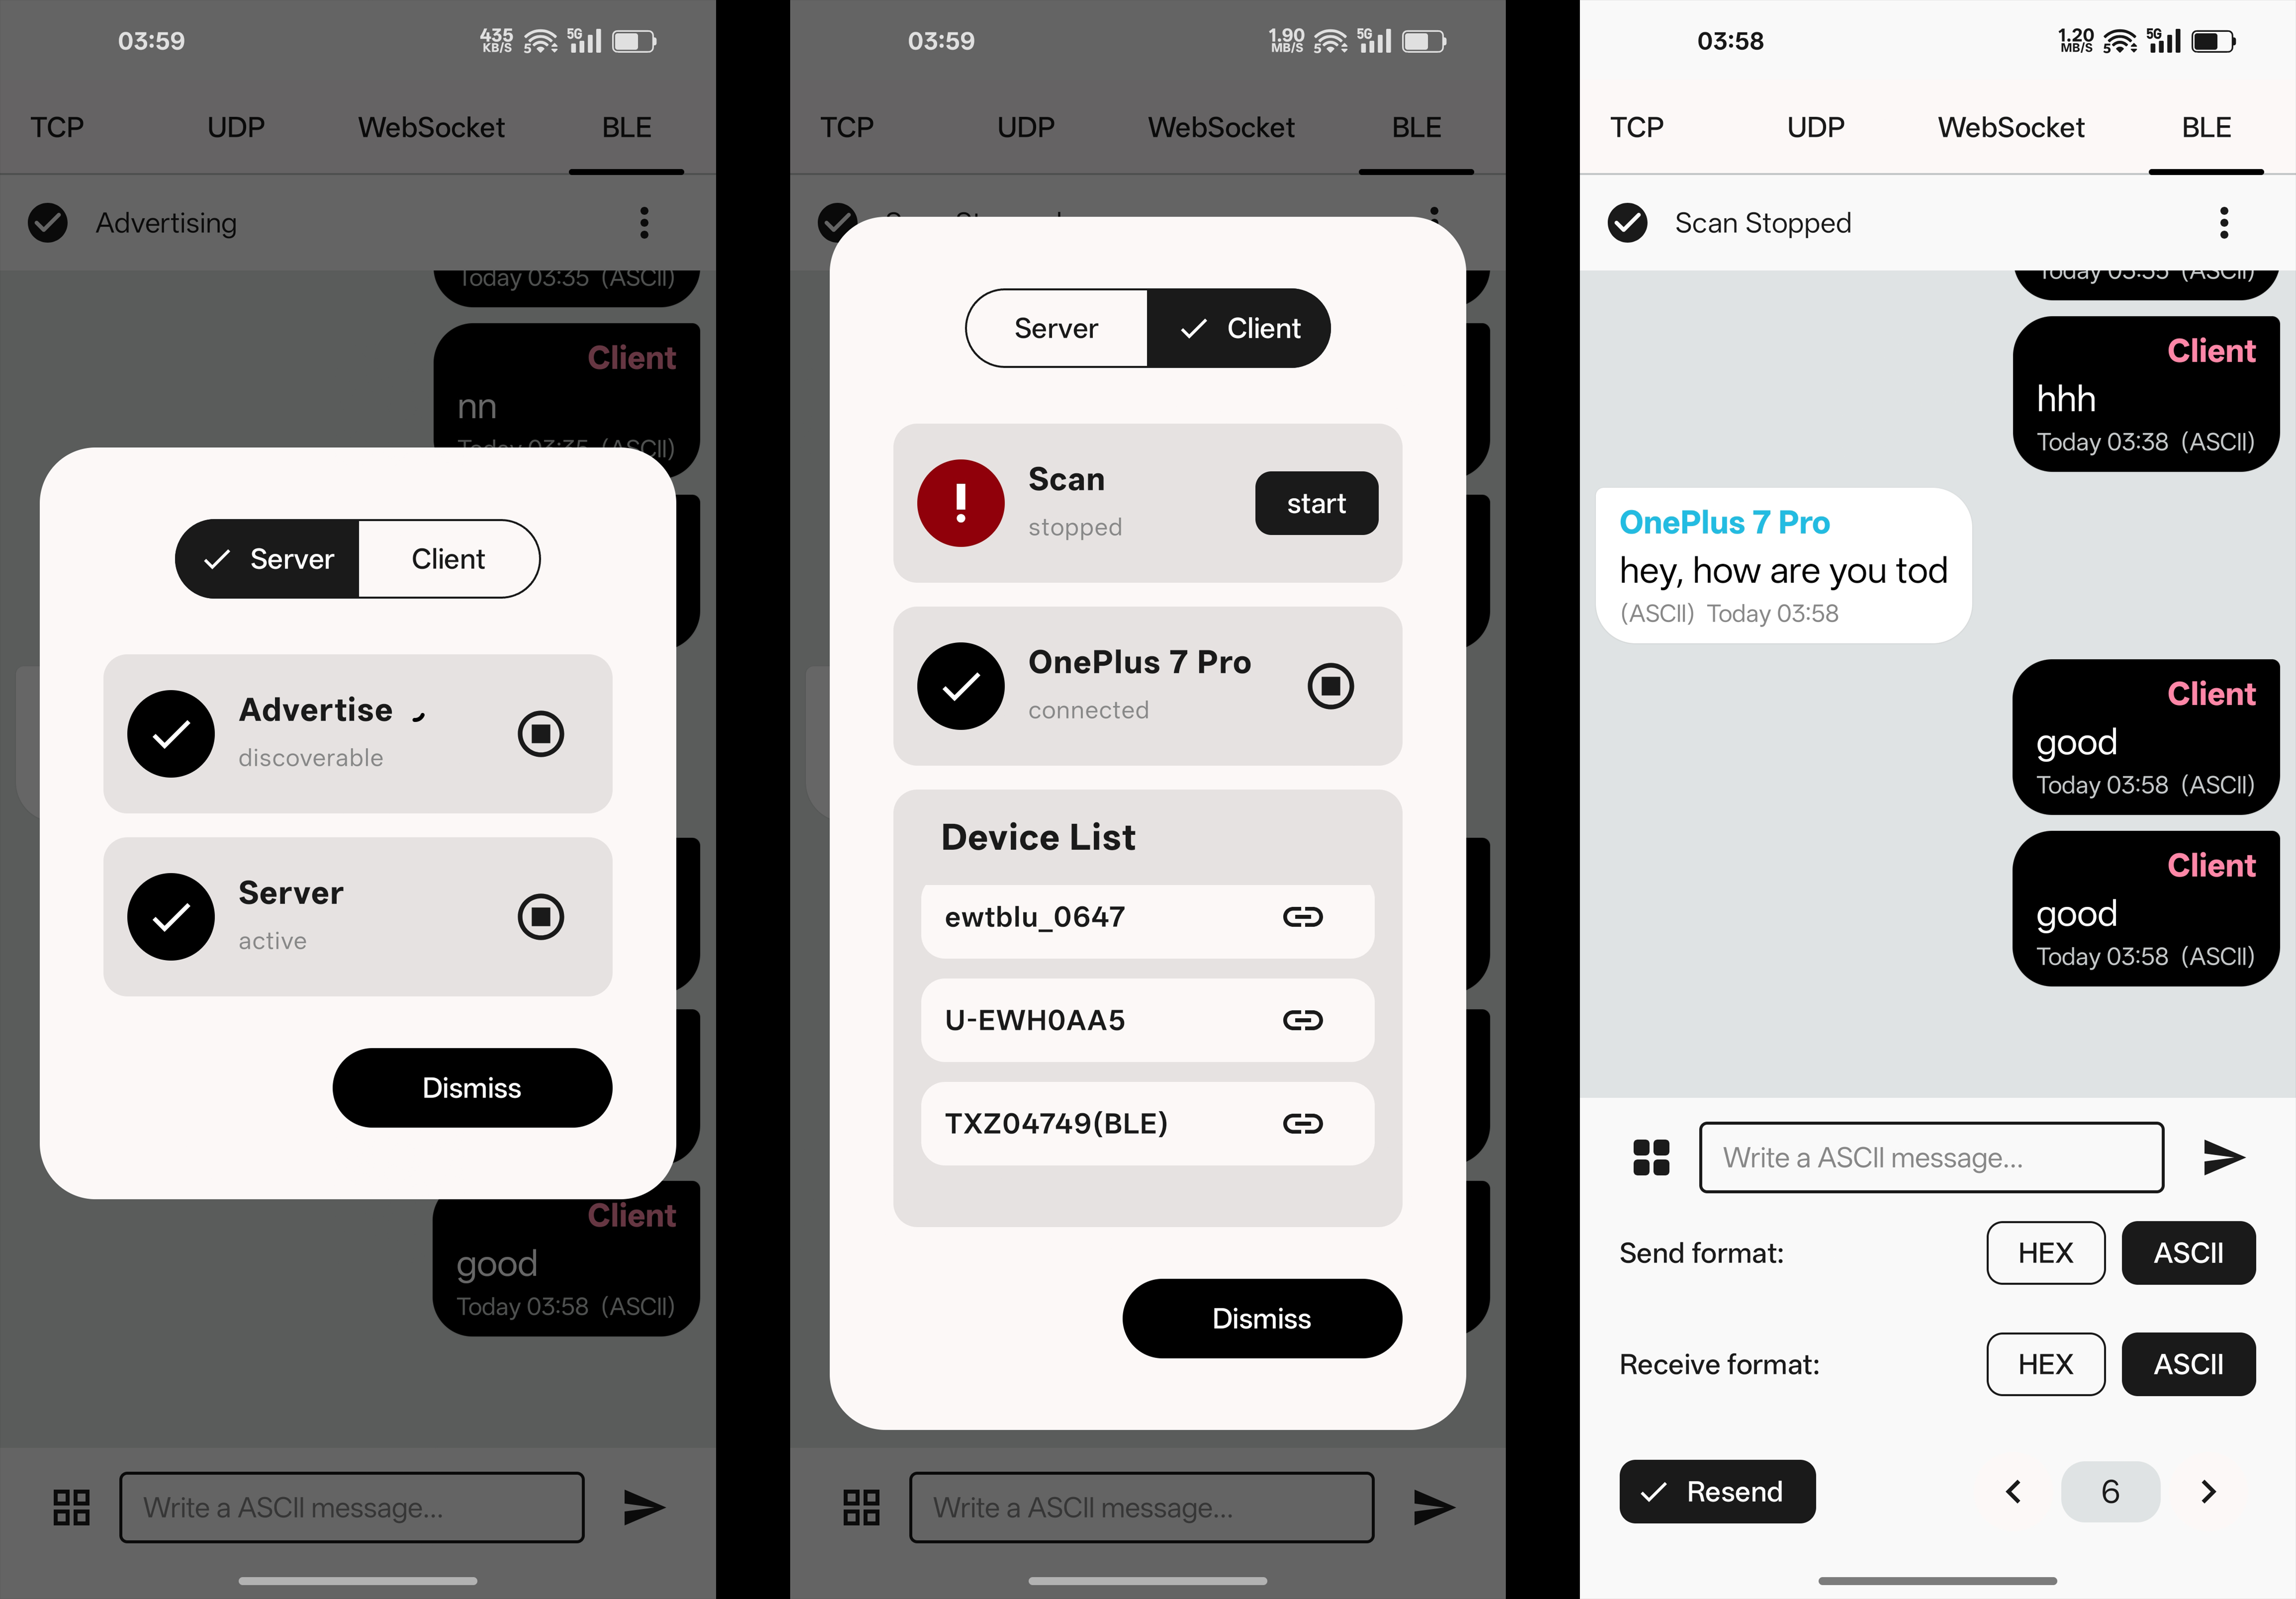 03:59
435 KB/S 5 5G
TCP UDP WebSocket BLE
Advertising
Today 03:35 (ASCII)
Client
nn
Today 03:35 (ASCII)
Server Client
Advertise
discoverable
Server
active
Dismiss
Client
good
Today 03:58 (ASCII)
Write a ASCII message...
03:59
1.90 MB/S 5 5G
TCP UDP WebSocket BLE
Server Client
Scan
stopped
start
OnePlus 7 Pro
connected
Device List
ewtblu_0647
U-EWH0AA5
TXZ04749(BLE)
Dismiss
Write a ASCII message...
03:58
1.20 MB/S 5 5G
TCP UDP WebSocket BLE
Scan Stopped
Today 03:35 (ASCII)
Client
hhh
Today 03:38 (ASCII)
OnePlus 7 Pro
hey, how are you tod
(ASCII) Today 03:58
Client
good
Today 03:58 (ASCII)
Client
good
Today 03:58 (ASCII)
Write a ASCII message...
Send format: HEX ASCII
Receive format: HEX ASCII
Resend 6